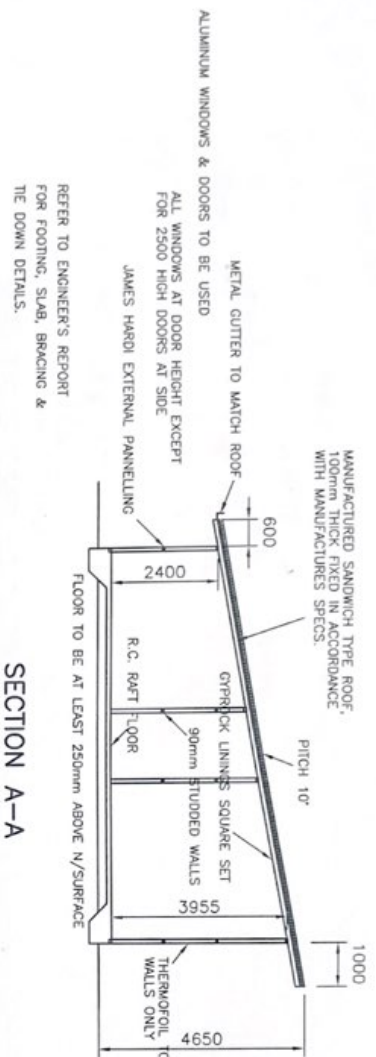 MANUFACTURED SANDWICH TYPE ROOF,
100mm THICK FIXED IN ACCORDANCE
WITH MANUFACTURES SPECS.
PITCH 10°
1000
600
METAL GUTTER TO MATCH ROOF
ALUMINUM WINDOWS & DOORS TO BE USED
ALL WINDOWS AT DOOR HEIGHT EXCEPT
FOR 2500 HIGH DOORS AT SIDE
JAMES HARDI EXTERNAL PANNELLING
2400
GYPROCK LININGS SQUARE SET
90mm STUDDED WALLS
R.C. RAFT FLOOR
3955
4650
THERMOFOIL TO
WALLS ONLY
FLOOR TO BE AT LEAST 250mm ABOVE N/SURFACE
REFER TO ENGINEER'S REPORT
FOR FOOTING, SLAB, BRACING &
TIE DOWN DETAILS.
SECTION A-A